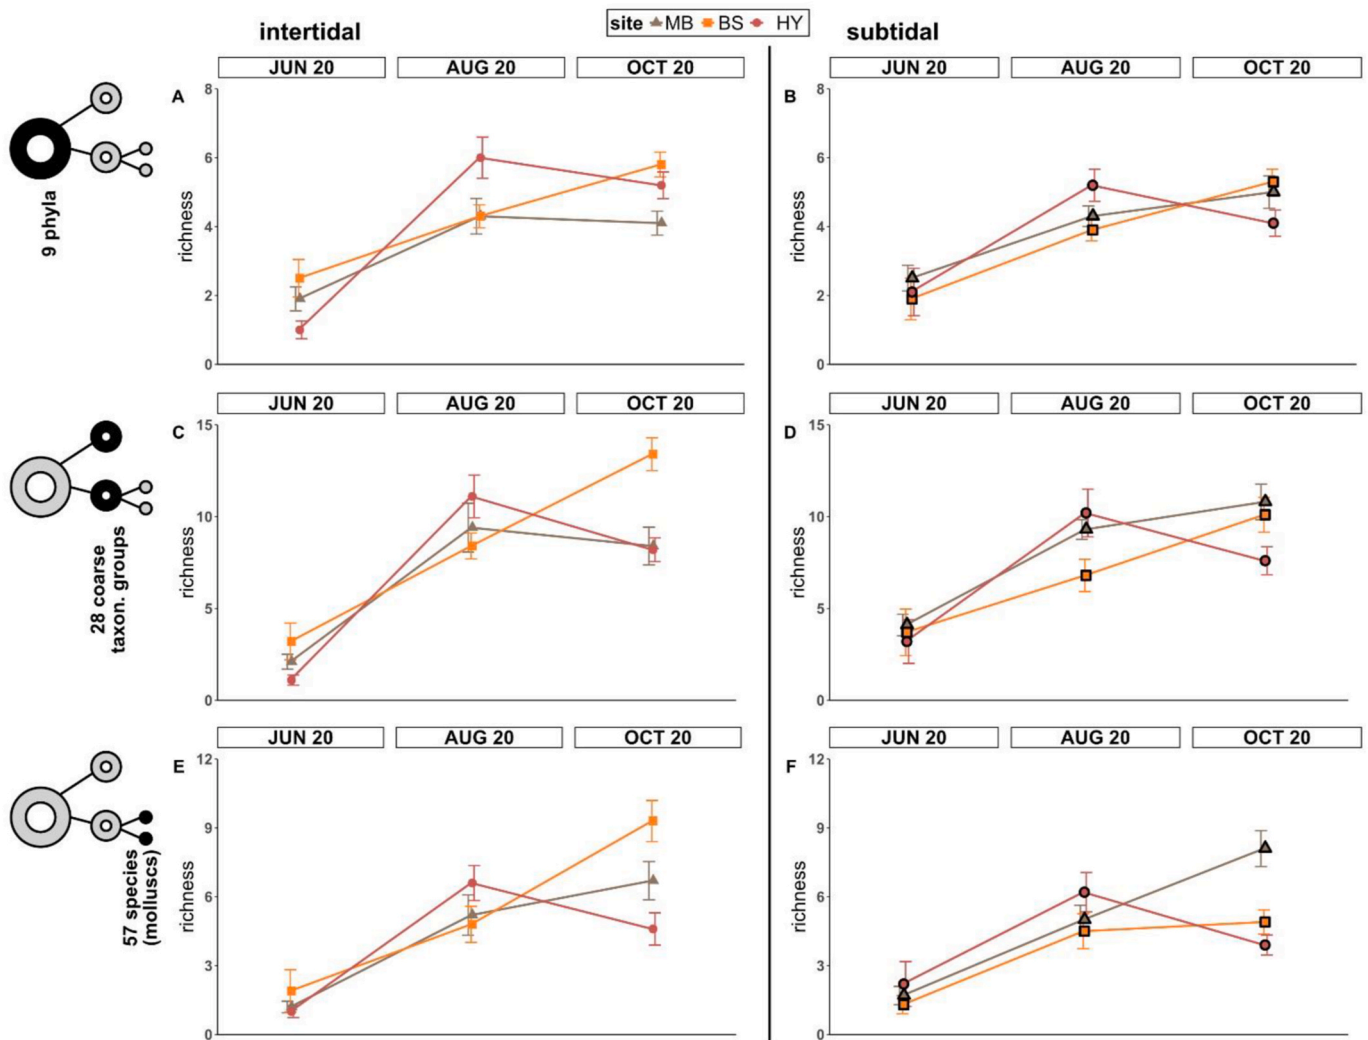 site MB BS HY
intertidal
subtidal
JUN 20 AUG 20 OCT 20
JUN 20 AUG 20 OCT 20
A
8
6
4
2
0
richness
9 phyla
B
8
6
4
2
0
richness
JUN 20 AUG 20 OCT 20
JUN 20 AUG 20 OCT 20
C
15
10
5
0
richness
28 coarse
taxon. groups
D
15
10
5
0
richness
JUN 20 AUG 20 OCT 20
JUN 20 AUG 20 OCT 20
E
12
9
6
3
0
richness
57 species
(molluscs)
F
12
9
6
3
0
richness